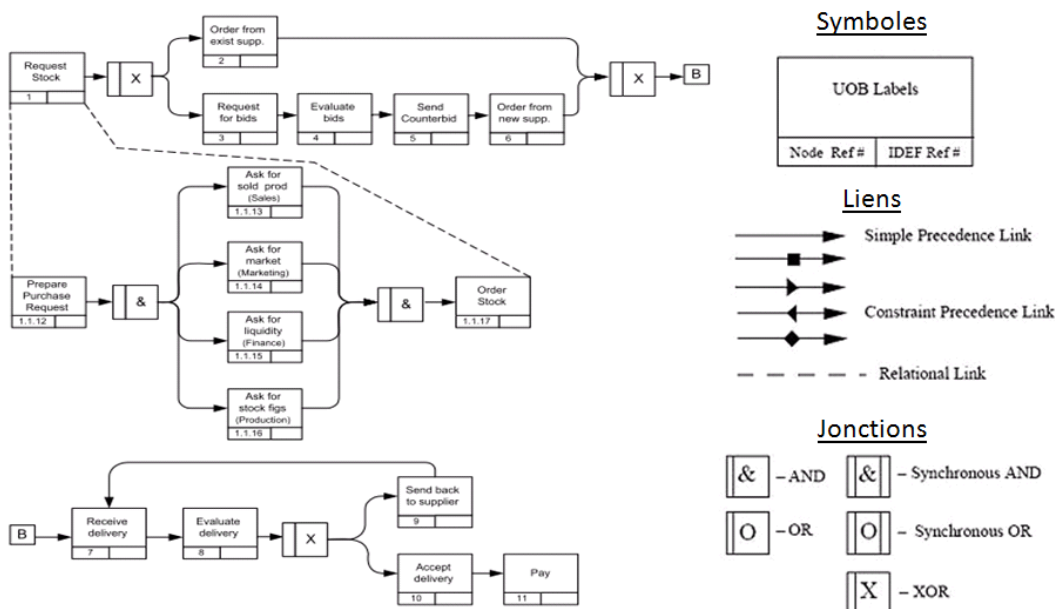 Request
Stock
1
X
Order from
exist supp.
2
Request
for bids
3
Evaluate
bids
4
Send
Counterbid
5
Order from
new supp.
6
X
B
Prepare
Purchase
Request
1.1.12
&
Ask for
sold prod
(Sales)
1.1.13
Ask for
market
(Marketing)
1.1.14
Ask for
liquidity
(Finance)
1.1.15
Ask for
stock figs
(Production)
1.1.16
&
Order
Stock
1.1.17
B
Receive
delivery
7
Evaluate
delivery
8
X
Send back
to supplier
9
Accept
delivery
10
Pay
11
Symboles
UOB Labels
Node Ref# IDEF Ref#
Liens
Simple Precedence Link
Constraint Precedence Link
Relational Link
Jonctions
& – AND
& – Synchronous AND
O – OR
O – Synchronous OR
X – XOR